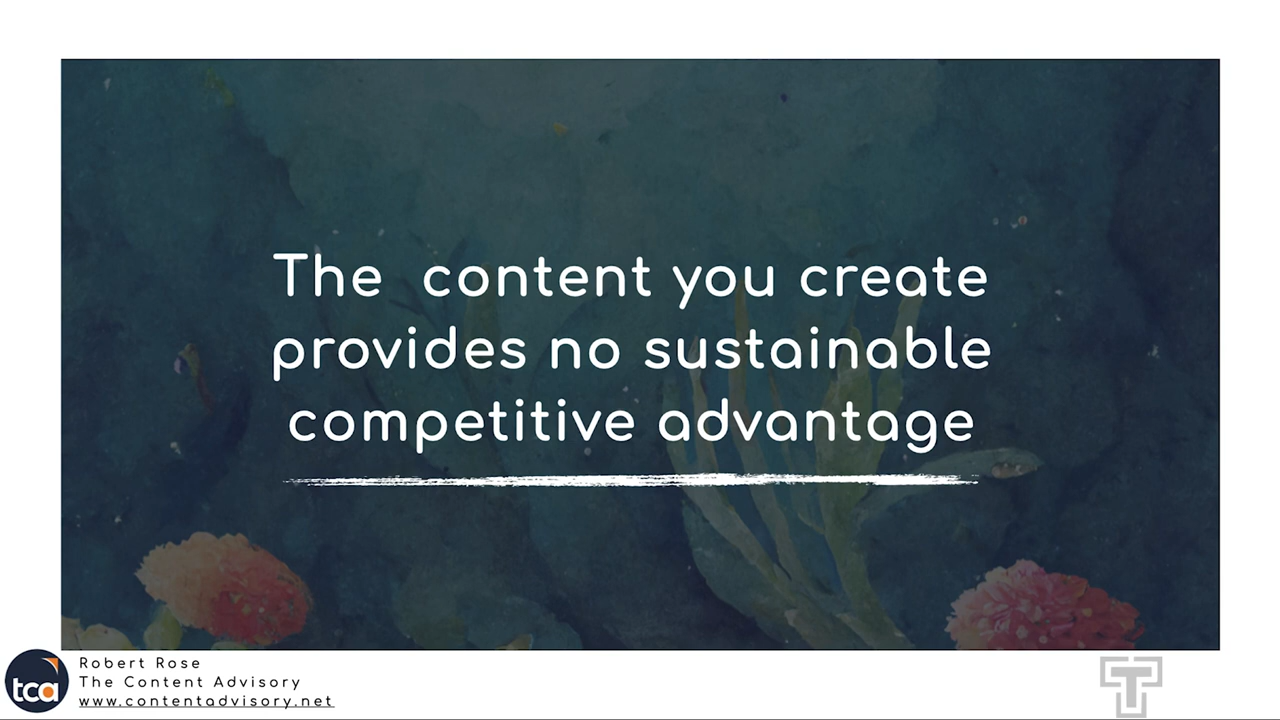 The  content you create
provides no sustainable
competitive advantage
tca
Robert Rose
The Content Advisory
www.contentadvisory.net
T